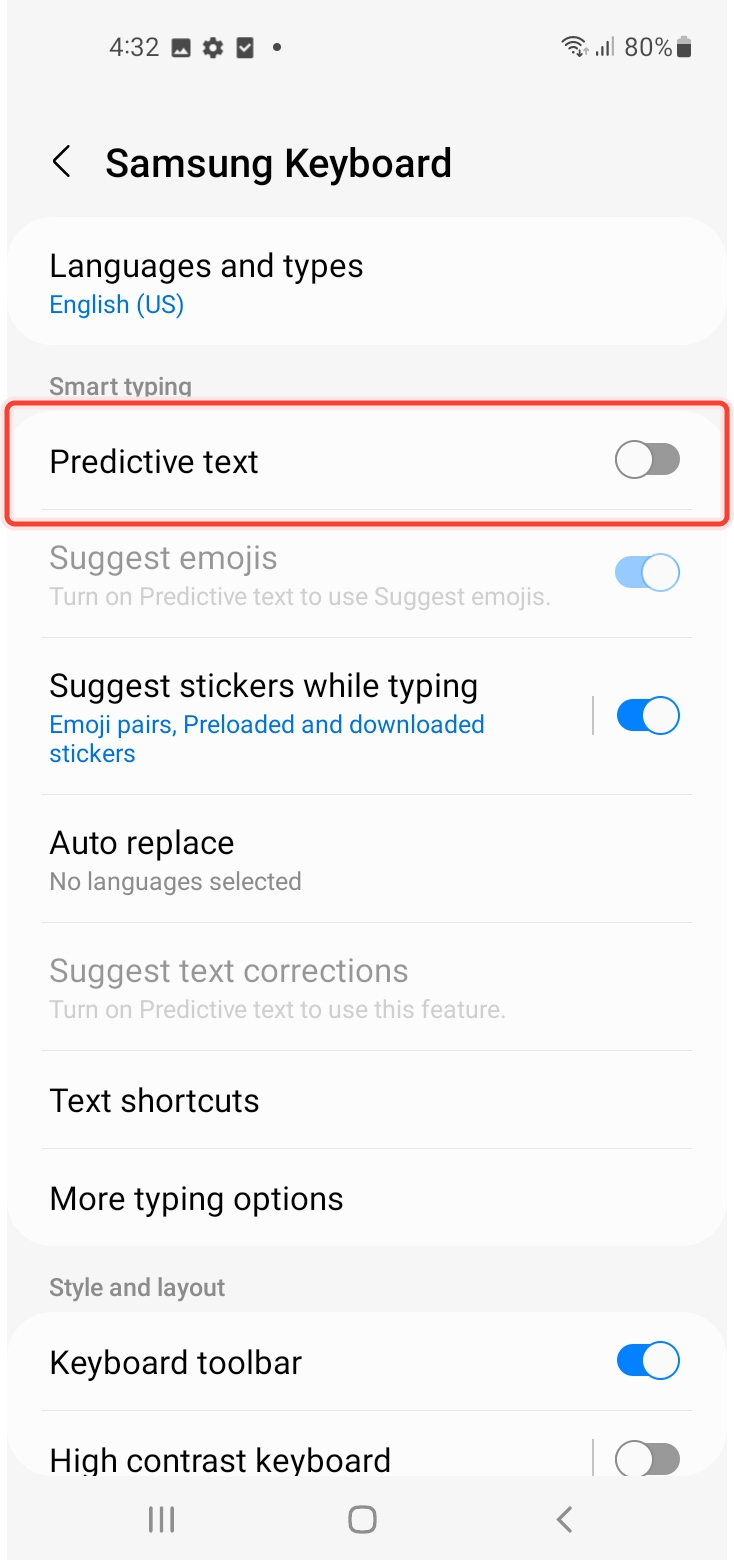 4:32 80%
Samsung Keyboard
Languages and types
English (US)
Smart typing
Predictive text
Suggest emojis
Turn on Predictive text to use Suggest emojis.
Suggest stickers while typing
Emoji pairs, Preloaded and downloaded
stickers
Auto replace
No languages selected
Suggest text corrections
Turn on Predictive text to use this feature.
Text shortcuts
More typing options
Style and layout
Keyboard toolbar
High contrast keyboard